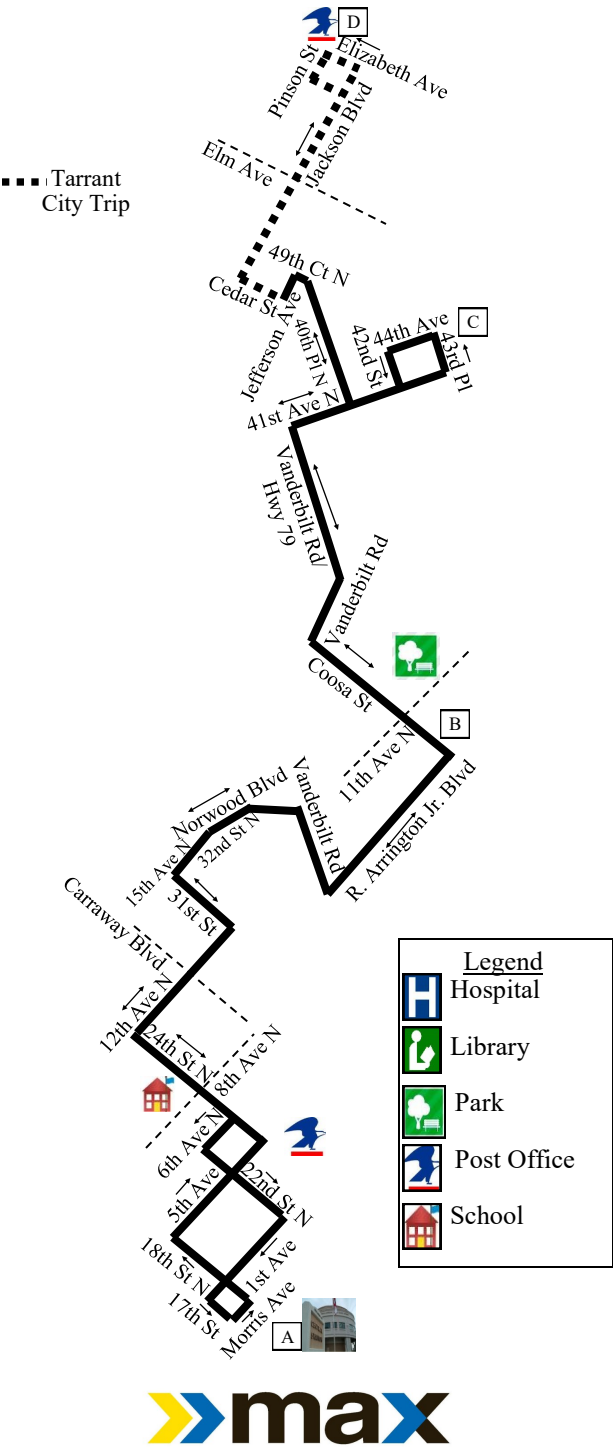 D
Pinson St
Elizabeth Ave
Jackson Blvd
Elm Ave
Tarrant
City Trip
49th Ct N
Cedar St
Jefferson Ave
40th Pl N
42nd St
44th Ave
C
43rd Pl
41st Ave N
Vanderbilt Rd/
Hwy 79
Vanderbilt Rd
Coosa St
B
11th Ave N
R. Arrington Jr. Blvd
Vanderbilt Rd
Norwood Blvd
32nd St N
15th Ave N
31st St
Carraway Blvd
12th Ave N
24th St N
8th Ave N
6th Ave N
22nd St N
5th Ave
18th St N
1st Ave
17th St
Morris Ave
A
Legend
Hospital
Library
Park
Post Office
School
max